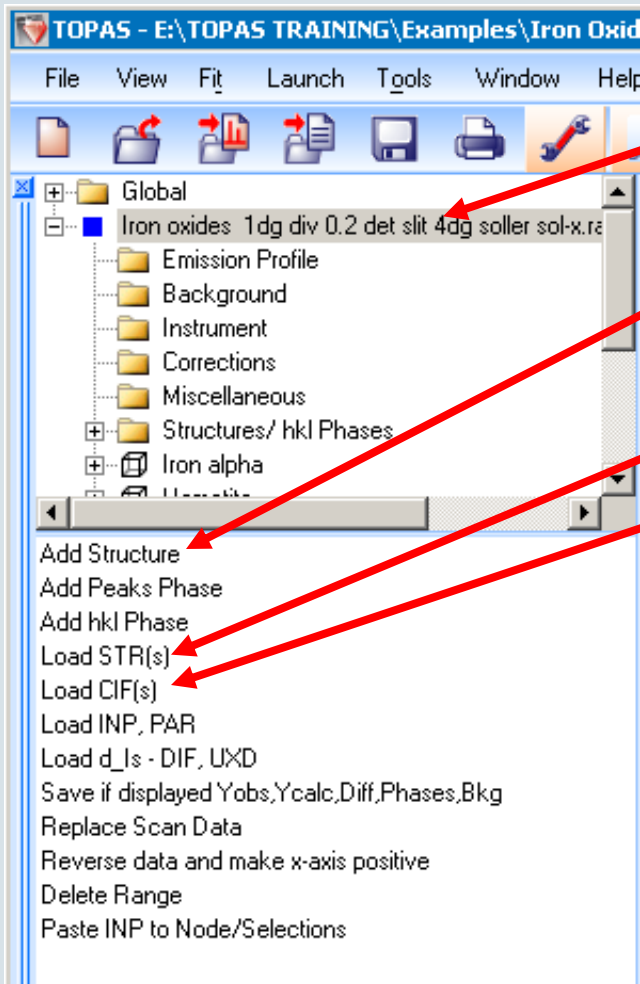 TOPAS - E:\TOPAS TRAINING\Examples\Iron Oxid
File View Fit Launch Tools Window Help
Global
Iron oxides 1dg div 0.2 det slit 4dg soller sol-x.ra
Emission Profile
Background
Instrument
Corrections
Miscellaneous
Structures/ hkl Phases
Iron alpha
Hematite
Add Structure
Add Peaks Phase
Add hkl Phase
Load STR(s)
Load CIF(s)
Load INP, PAR
Load d_Is - DIF, UXD
Save if displayed Yobs,Ycalc,Diff,Phases,Bkg
Replace Scan Data
Reverse data and make x-axis positive
Delete Range
Paste INP to Node/Selections